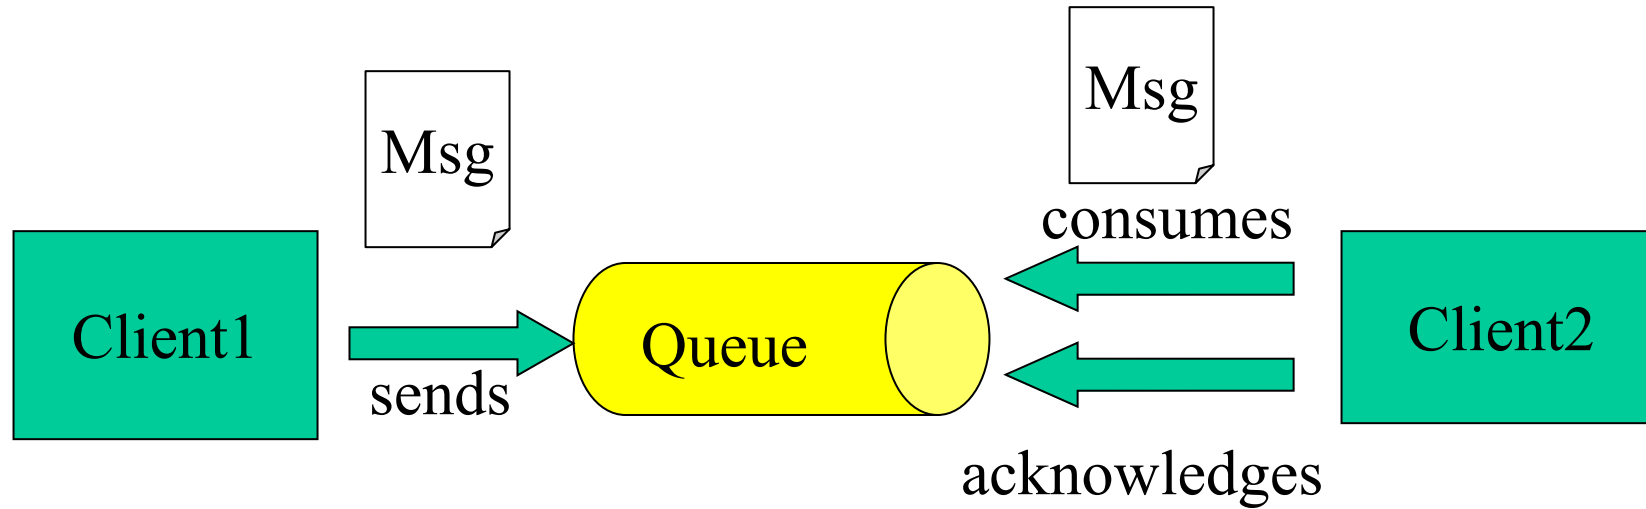 Msg
Msg
consumes
Client1
sends
Queue
Client2
acknowledges